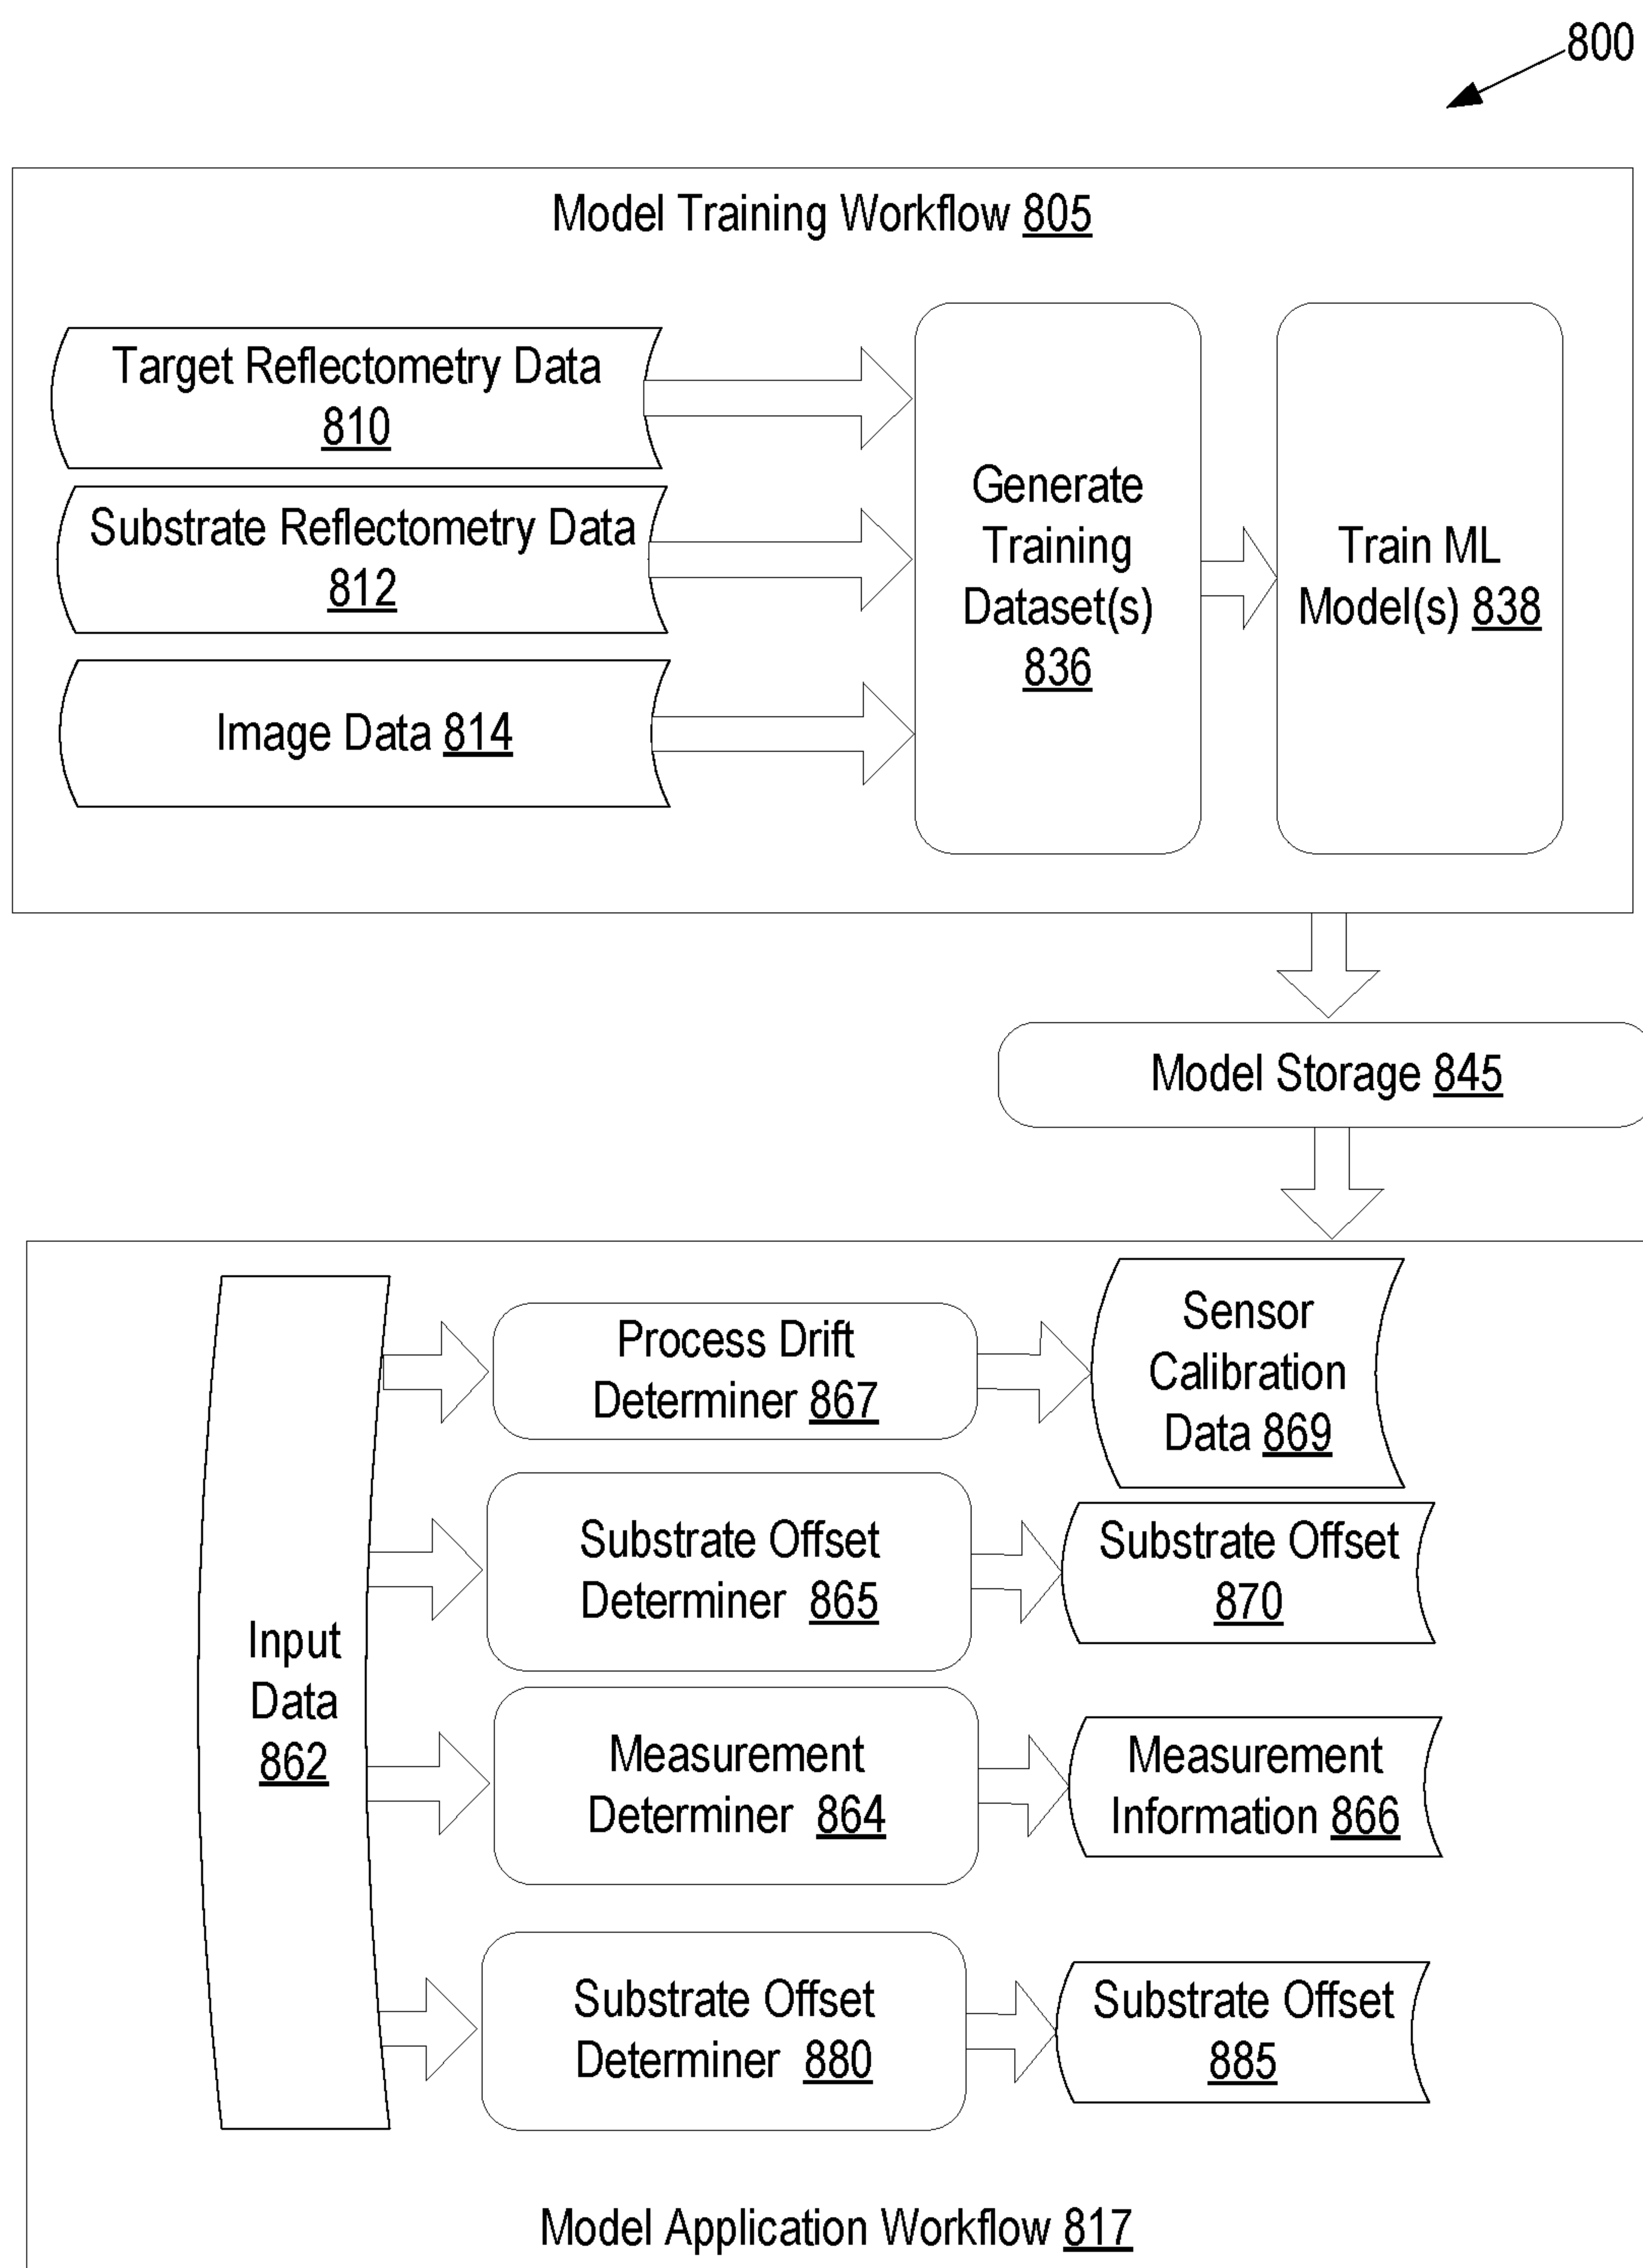 800
Model Training Workflow 805
Target Reflectometry Data
810
Substrate Reflectometry Data
812
Image Data 814
Generate
Training
Dataset(s)
836
Train ML
Model(s) 838
Model Storage 845
Input
Data
862
Process Drift
Determiner 867
Sensor
Calibration
Data 869
Substrate Offset
Determiner 865
Substrate Offset
870
Measurement
Determiner 864
Measurement
Information 866
Substrate Offset
Determiner 880
Substrate Offset
885
Model Application Workflow 817